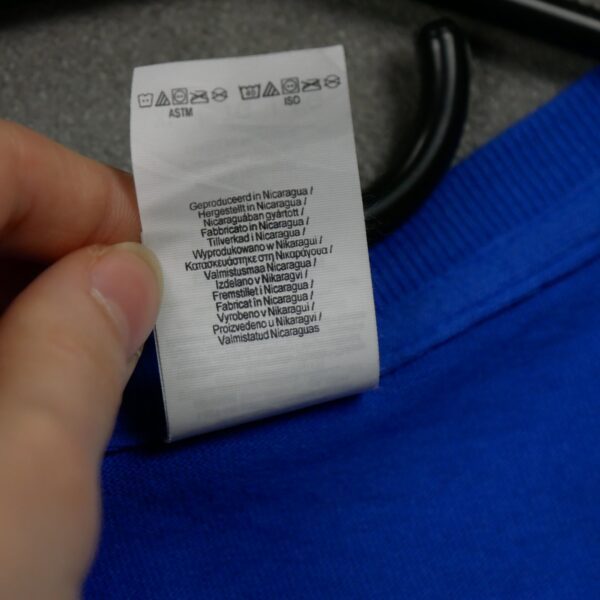 ASTM ISO
Geproduceerd in Nicaragua /
Hergestellt in Nicaragua /
Nicaraguában gyártott /
Fabbricato in Nicaragua /
Tillverkad i Nicaragua /
Wyprodukowano w Nikaragui /
Κατασκευάστηκε στη Νικαράγουα /
Valmistusmaa Nicaragua /
Izdelano v Nikaragvi /
Fremstillet i Nicaragua /
Fabricat în Nicaragua /
Vyrobeno v Nikaragui /
Proizvedeno u Nikaragvi /
Valmistatud Nicaraguas